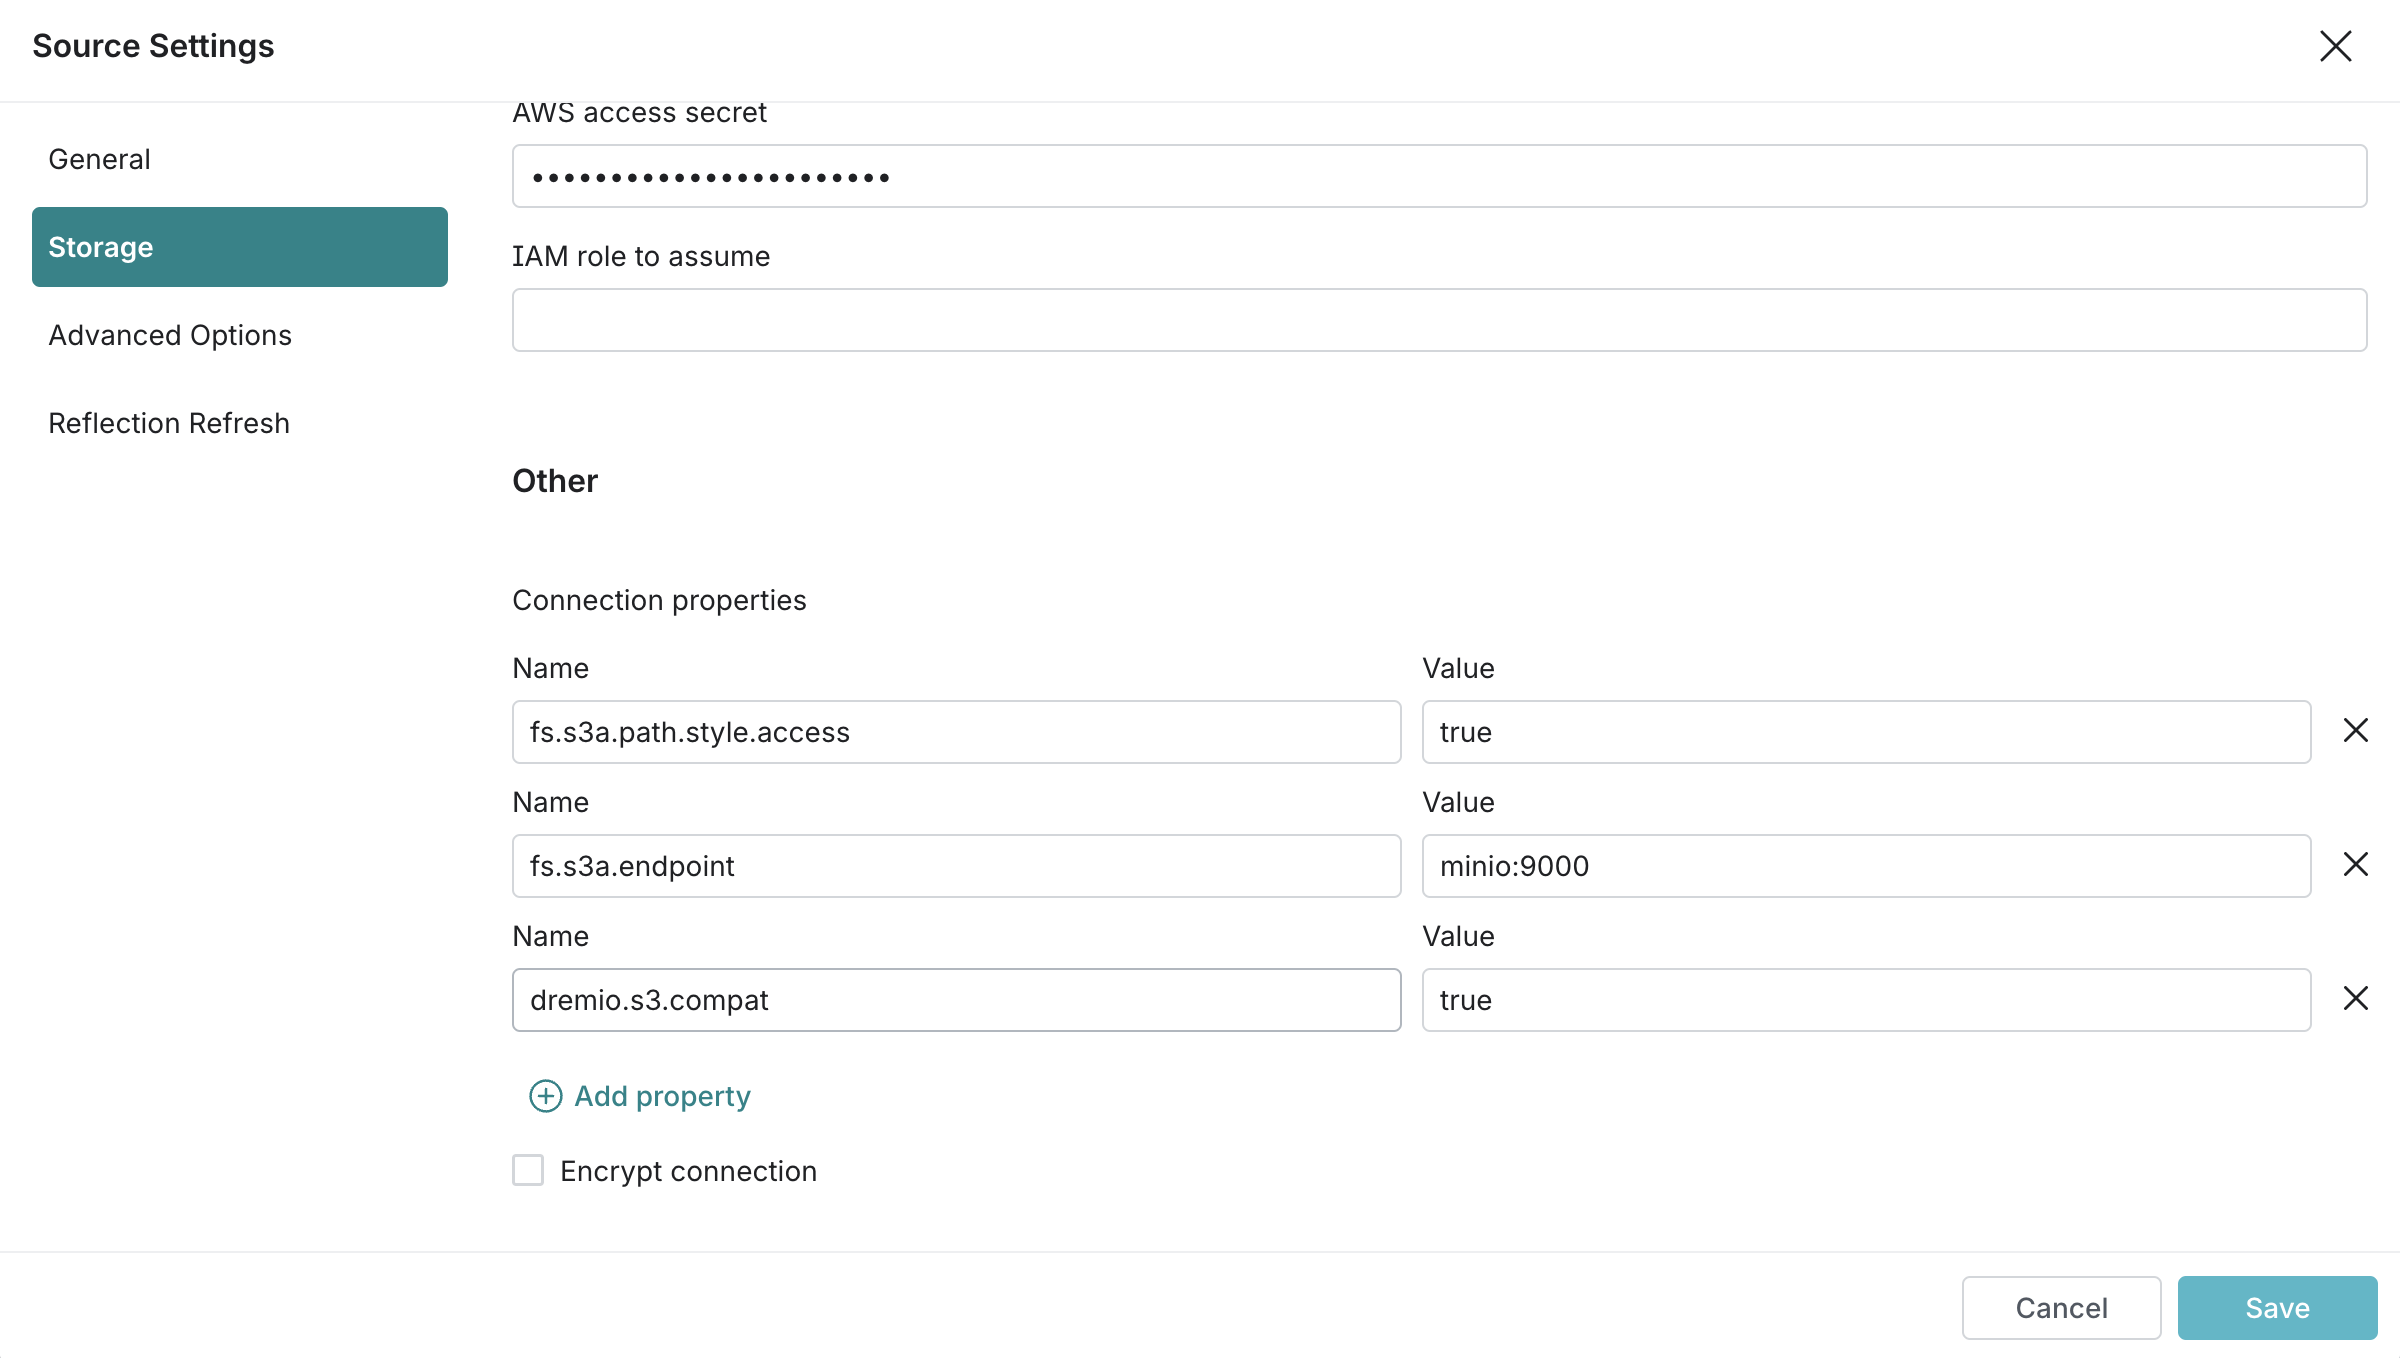 Source Settings
General
Storage
Advanced Options
Reflection Refresh
AWS access secret
•••••••••••••••••••••••
IAM role to assume
Other
Connection properties
Name Value
fs.s3a.path.style.access true
Name Value
fs.s3a.endpoint minio:9000
Name Value
dremio.s3.compat true
Add property
Encrypt connection
Cancel Save